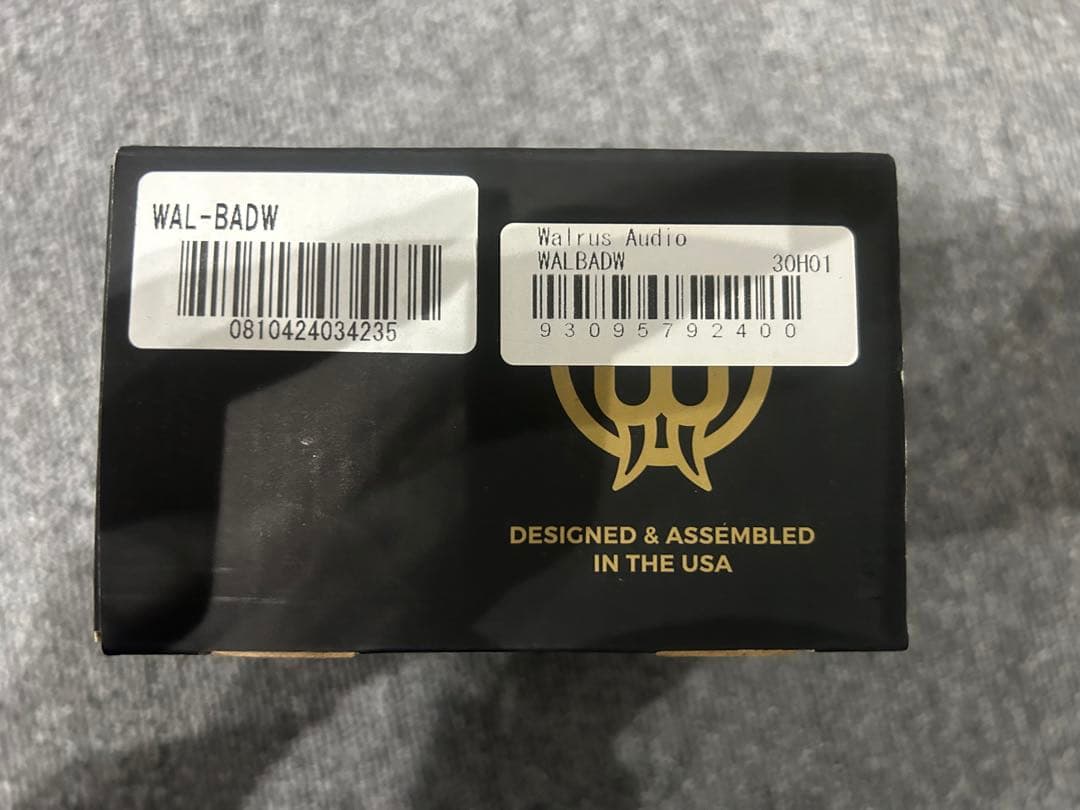 WAL-BADW
0810424034235
Walrus Audio
WALBADW 30H01
93095792400
DESIGNED & ASSEMBLED
IN THE USA